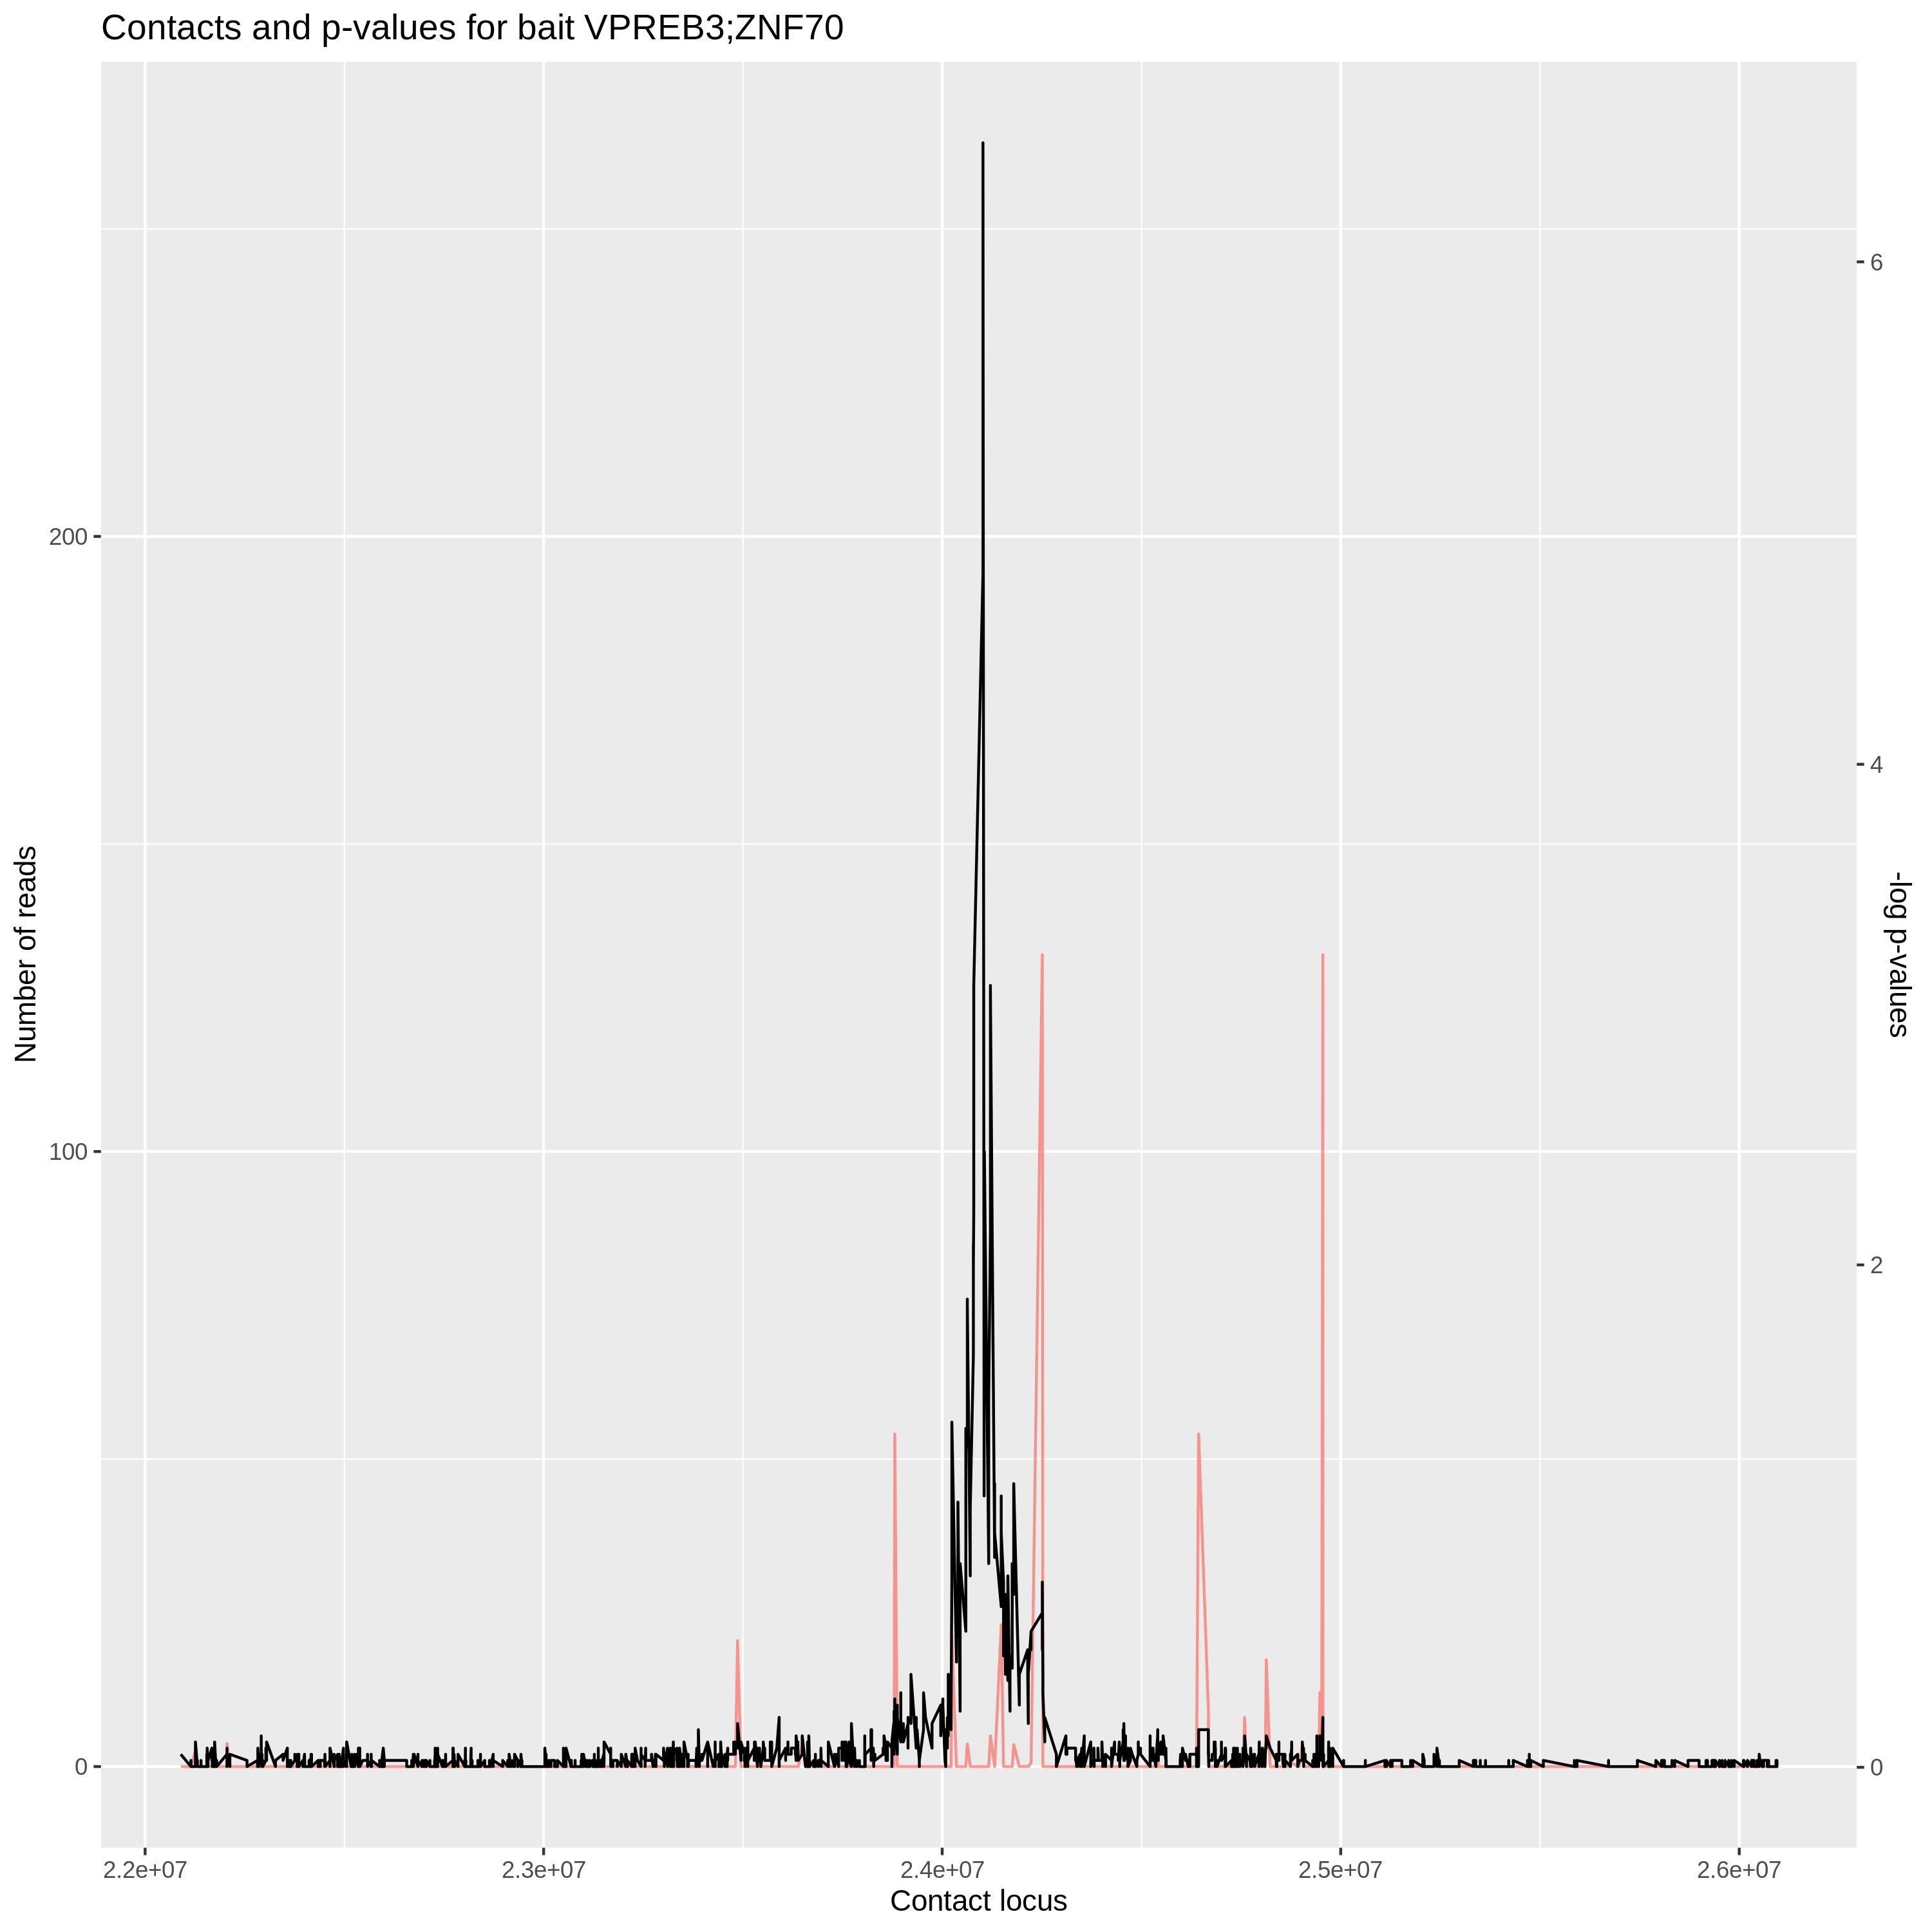 Contacts and p-values for bait VPREB3;ZNF70
Number of reads
200
100
0
6
4
2
0
-log p-values
2.2e+07
2.3e+07
2.4e+07
2.5e+07
2.6e+07
Contact locus